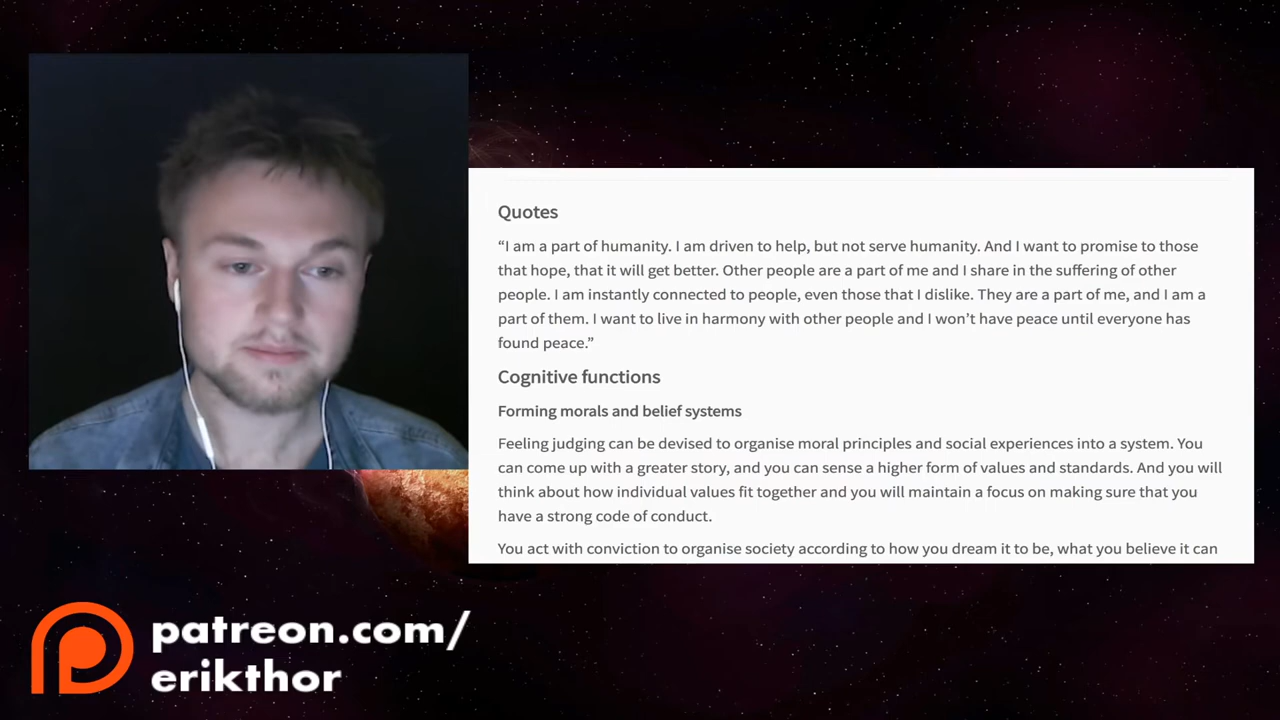 Quotes
“I am a part of humanity. I am driven to help, but not serve humanity. And I want to promise to those
that hope, that it will get better. Other people are a part of me and I share in the suffering of other
people. I am instantly connected to people, even those that I dislike. They are a part of me, and I am a
part of them. I want to live in harmony with other people and I won’t have peace until everyone has
found peace.”
Cognitive functions
Forming morals and belief systems
Feeling judging can be devised to organise moral principles and social experiences into a system. You
can come up with a greater story, and you can sense a higher form of values and standards. And you will
think about how individual values fit together and you will maintain a focus on making sure that you
have a strong code of conduct.
You act with conviction to organise society according to how you dream it to be, what you believe it can
patreon.com/
erikthor